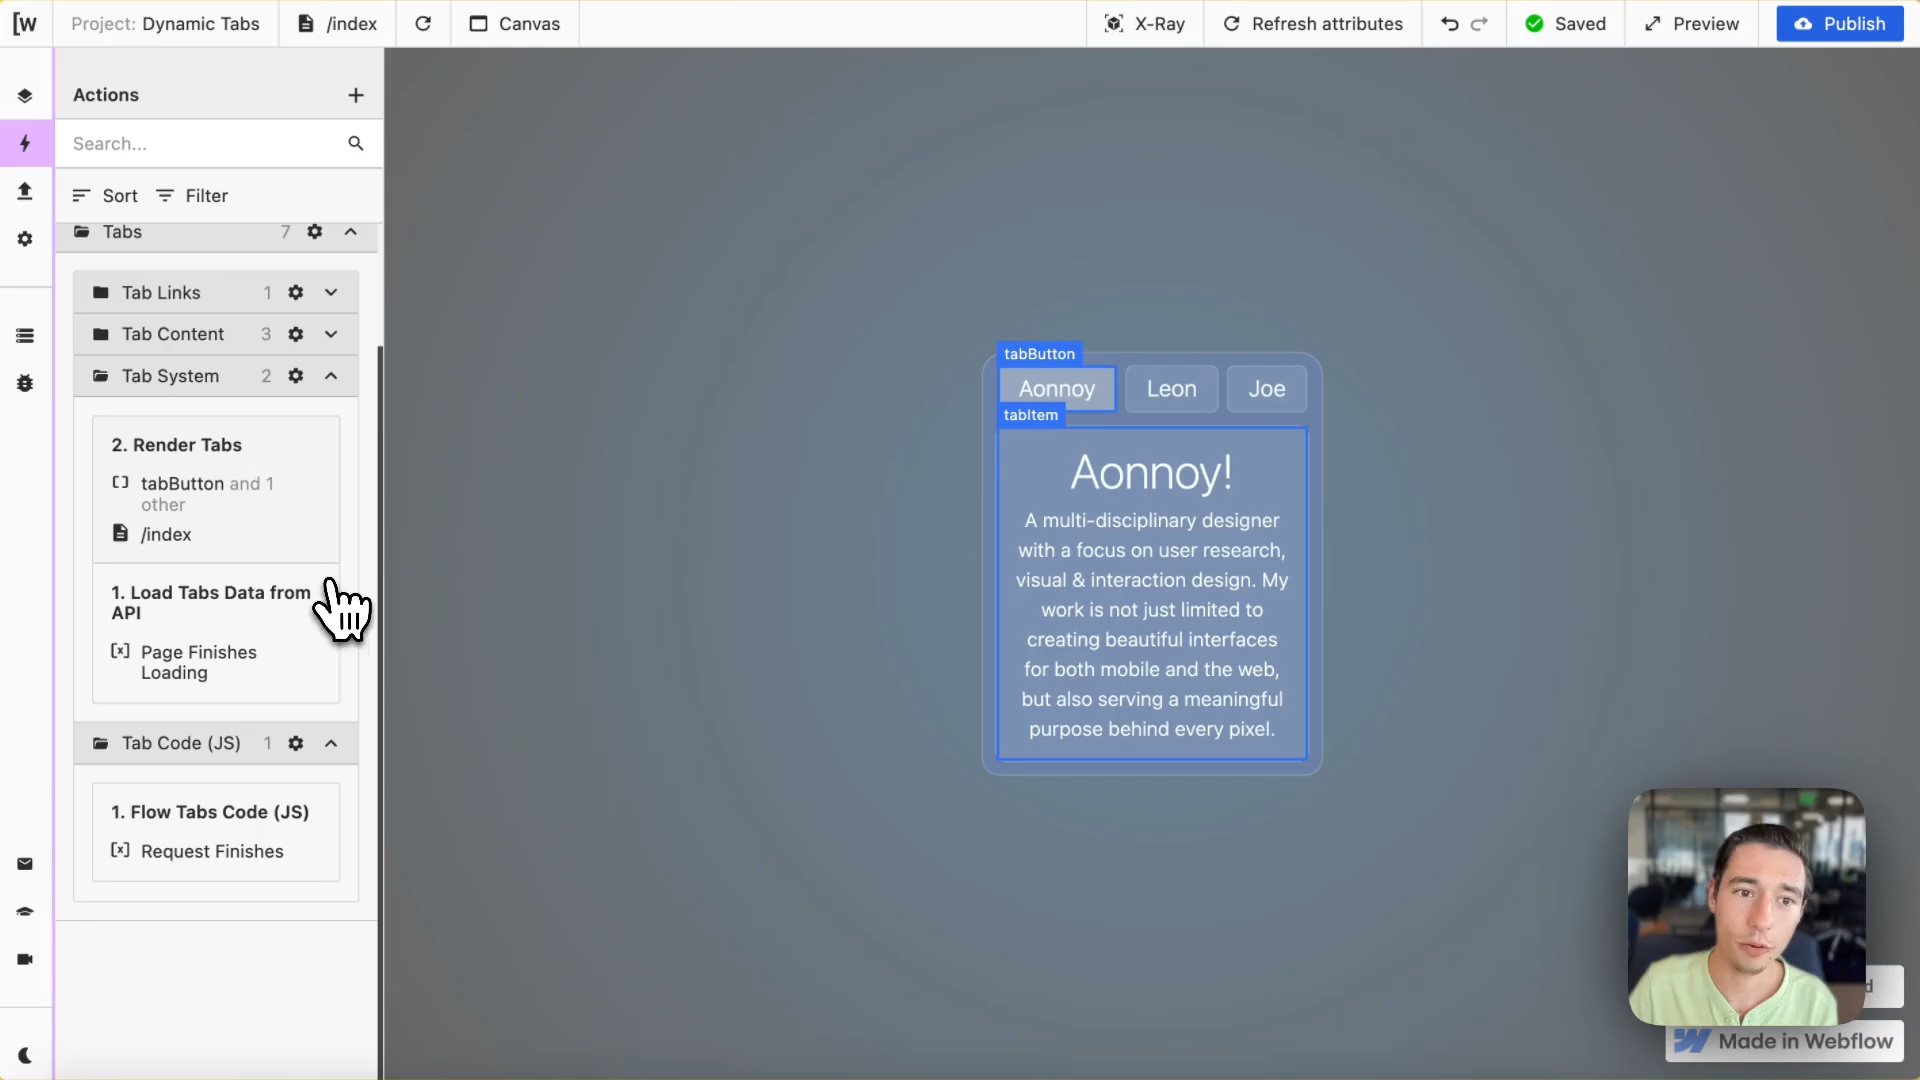 [w
Project: Dynamic Tabs
/index
Canvas
X-Ray
Refresh attributes
Saved
Preview
Publish
Actions
Search...
Sort
Filter
Tabs 7
Tab Links 1
Tab Content 3
Tab System 2
2. Render Tabs
tabButton and 1
other
/index
1. Load Tabs Data from
API
Page Finishes
Loading
Tab Code (JS) 1
1. Flow Tabs Code (JS)
Request Finishes
tabButton
Aonnoy
Leon
Joe
tabItem
Aonnoy!
A multi-disciplinary designer
with a focus on user research,
visual & interaction design. My
work is not just limited to
creating beautiful interfaces
for both mobile and the web,
but also serving a meaningful
purpose behind every pixel.
Made in Webflow